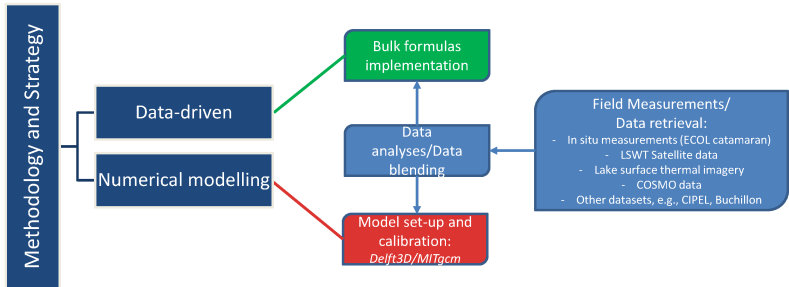 Methodology and Strategy
Data-driven
Numerical modelling
Bulk formulas
implementation
Data
analyses/Data
blending
Model set-up and
calibration:
Delft3D/MITgcm
Field Measurements/
Data retrieval:
- In situ measurements (ECOL catamaran)
- LSWT Satellite data
- Lake surface thermal imagery
- COSMO data
- Other datasets, e.g., CIPEL, Buchillon